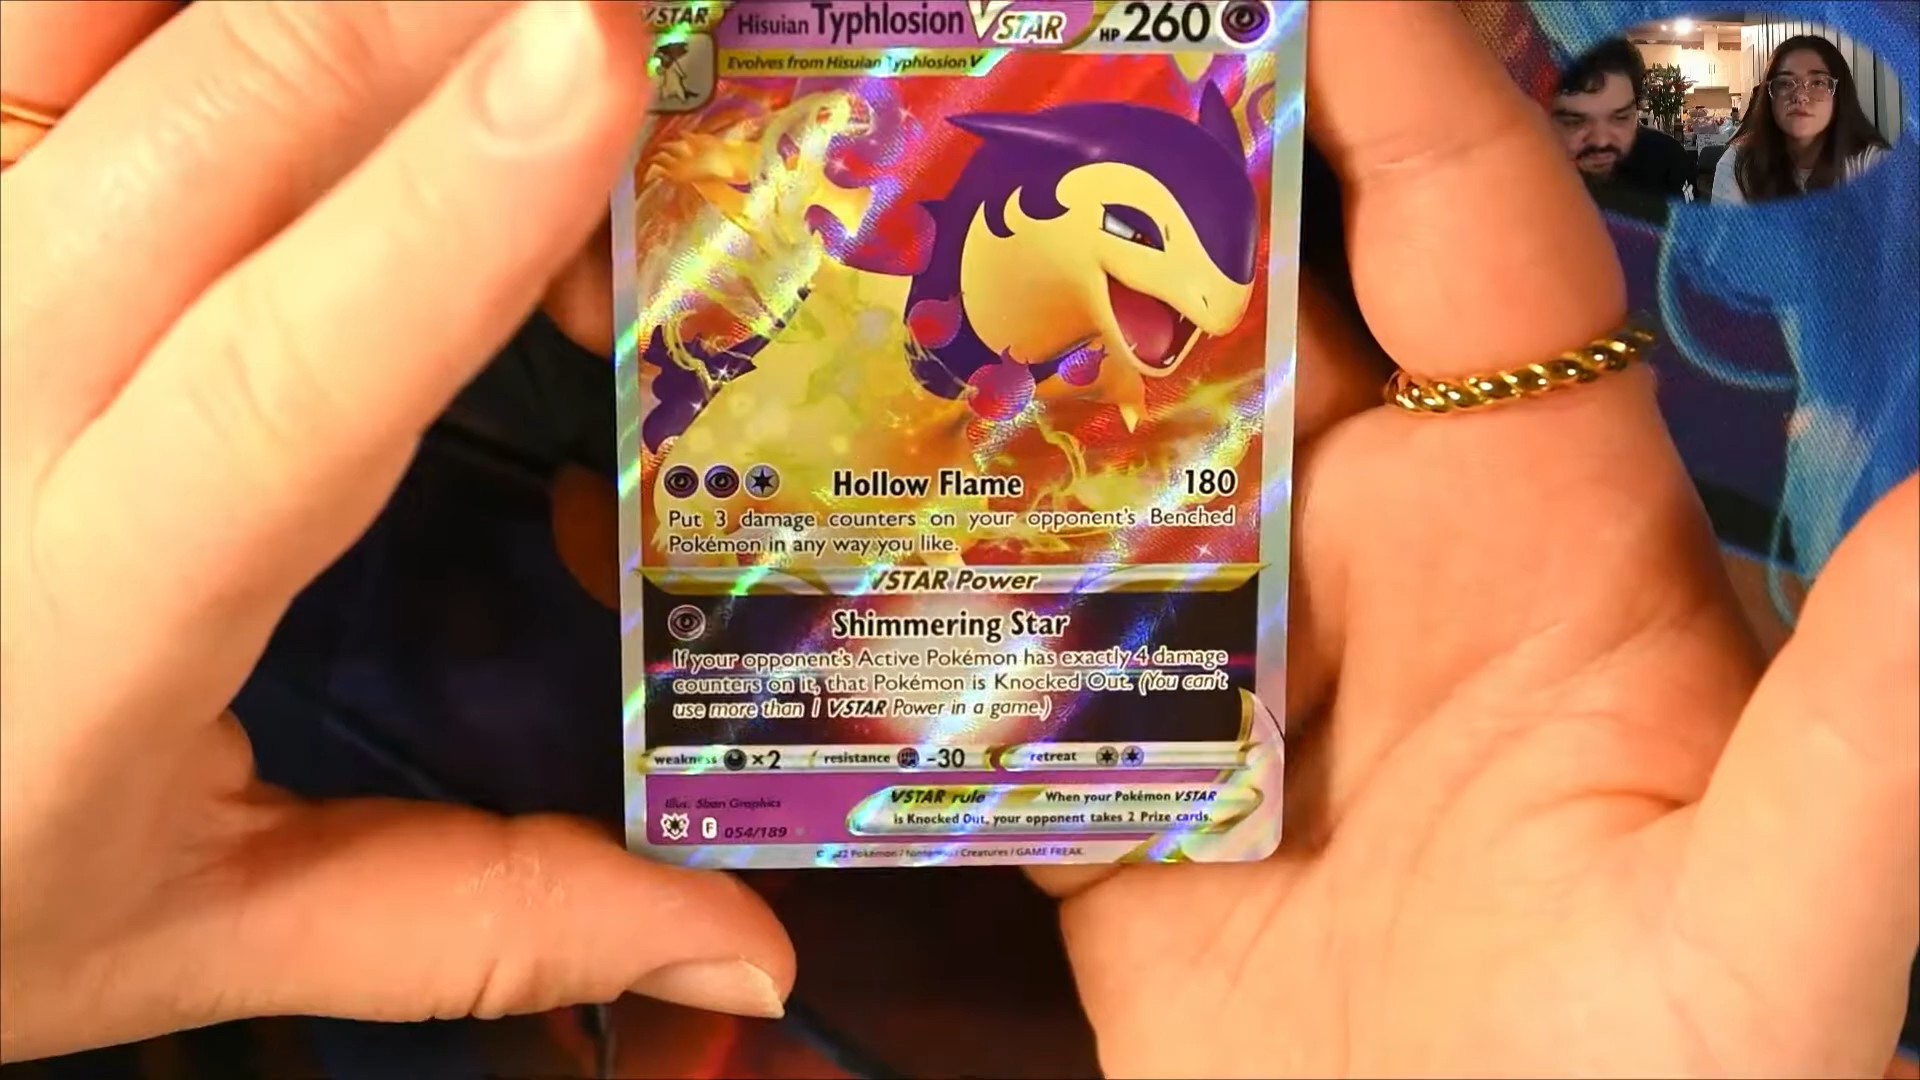 VSTAR
Hisuian Typhlosion VSTAR HP 260
Evolves from Hisuian Typhlosion V
Hollow Flame 180
Put 3 damage counters on your opponent's Benched
Pokémon in any way you like.
VSTAR Power
Shimmering Star
If your opponent's Active Pokémon has exactly 4 damage
counters on it, that Pokémon is Knocked Out. (You can't
use more than 1 VSTAR Power in a game.)
weakness ×2 resistance -30 retreat
Illus. 5ban Graphics
VSTAR rule When your Pokémon VSTAR
is Knocked Out, your opponent takes 2 Prize cards.
F 054/189
Pokémon / Nintendo / Creatures / GAME FREAK